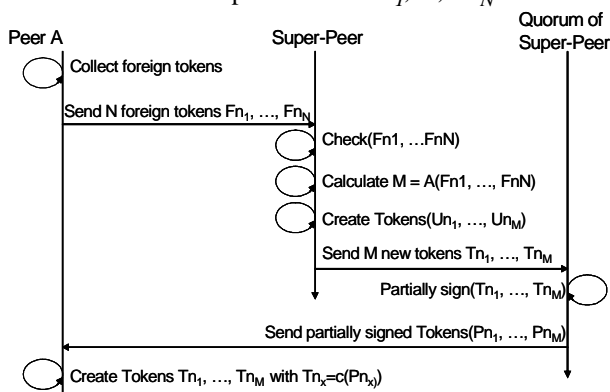 Peer A
Super-Peer
Quorum of
Super-Peer
Collect foreign tokens
Send N foreign tokens Fn1, …, FnN
Check(Fn1, …FnN)
Calculate M = A(Fn1, …, FnN)
Create Tokens(Un1, …, UnM)
Send M new tokens Tn1, …, TnM
Partially sign(Tn1, …, TnM)
Send partially signed Tokens(Pn1, …, PnM)
Create Tokens Tn1, …, TnM with Tnx=c(Pnx)